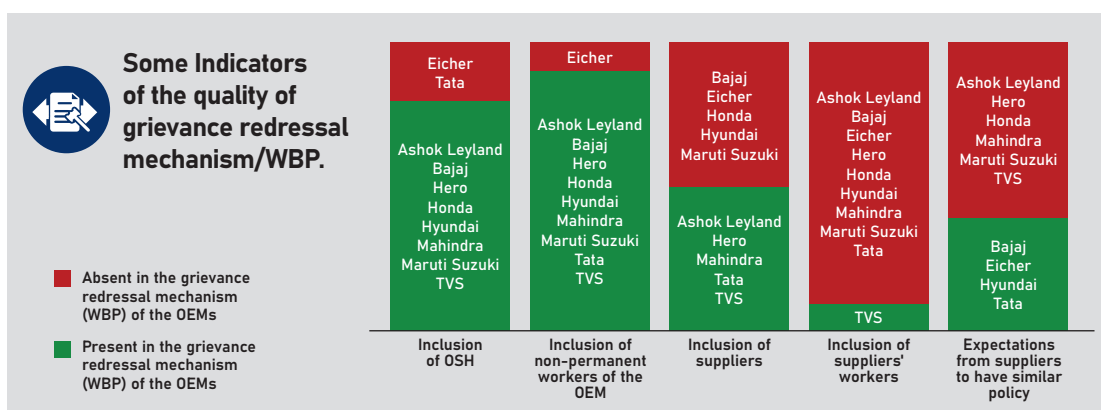 Some Indicators
of the quality of
grievance redressal
mechanism/WBP.
Absent in the grievance
redressal mechanism
(WBP) of the OEMs
Present in the grievance
redressal mechanism
(WBP) of the OEMs
Eicher
Tata
Ashok Leyland
Bajaj
Hero
Honda
Hyundai
Mahindra
Maruti Suzuki
TVS
Inclusion
of OSH
Eicher
Ashok Leyland
Bajaj
Hero
Honda
Hyundai
Mahindra
Maruti Suzuki
Tata
TVS
Inclusion of
non-permanent
workers of the
OEM
Bajaj
Eicher
Honda
Hyundai
Maruti Suzuki
Ashok Leyland
Hero
Mahindra
Tata
TVS
Inclusion of
suppliers
Ashok Leyland
Bajaj
Eicher
Hero
Honda
Hyundai
Mahindra
Maruti Suzuki
Tata
TVS
Inclusion of
suppliers'
workers
Ashok Leyland
Hero
Honda
Mahindra
Maruti Suzuki
TVS
Bajaj
Eicher
Hyundai
Tata
Expectations
from suppliers
to have similar
policy